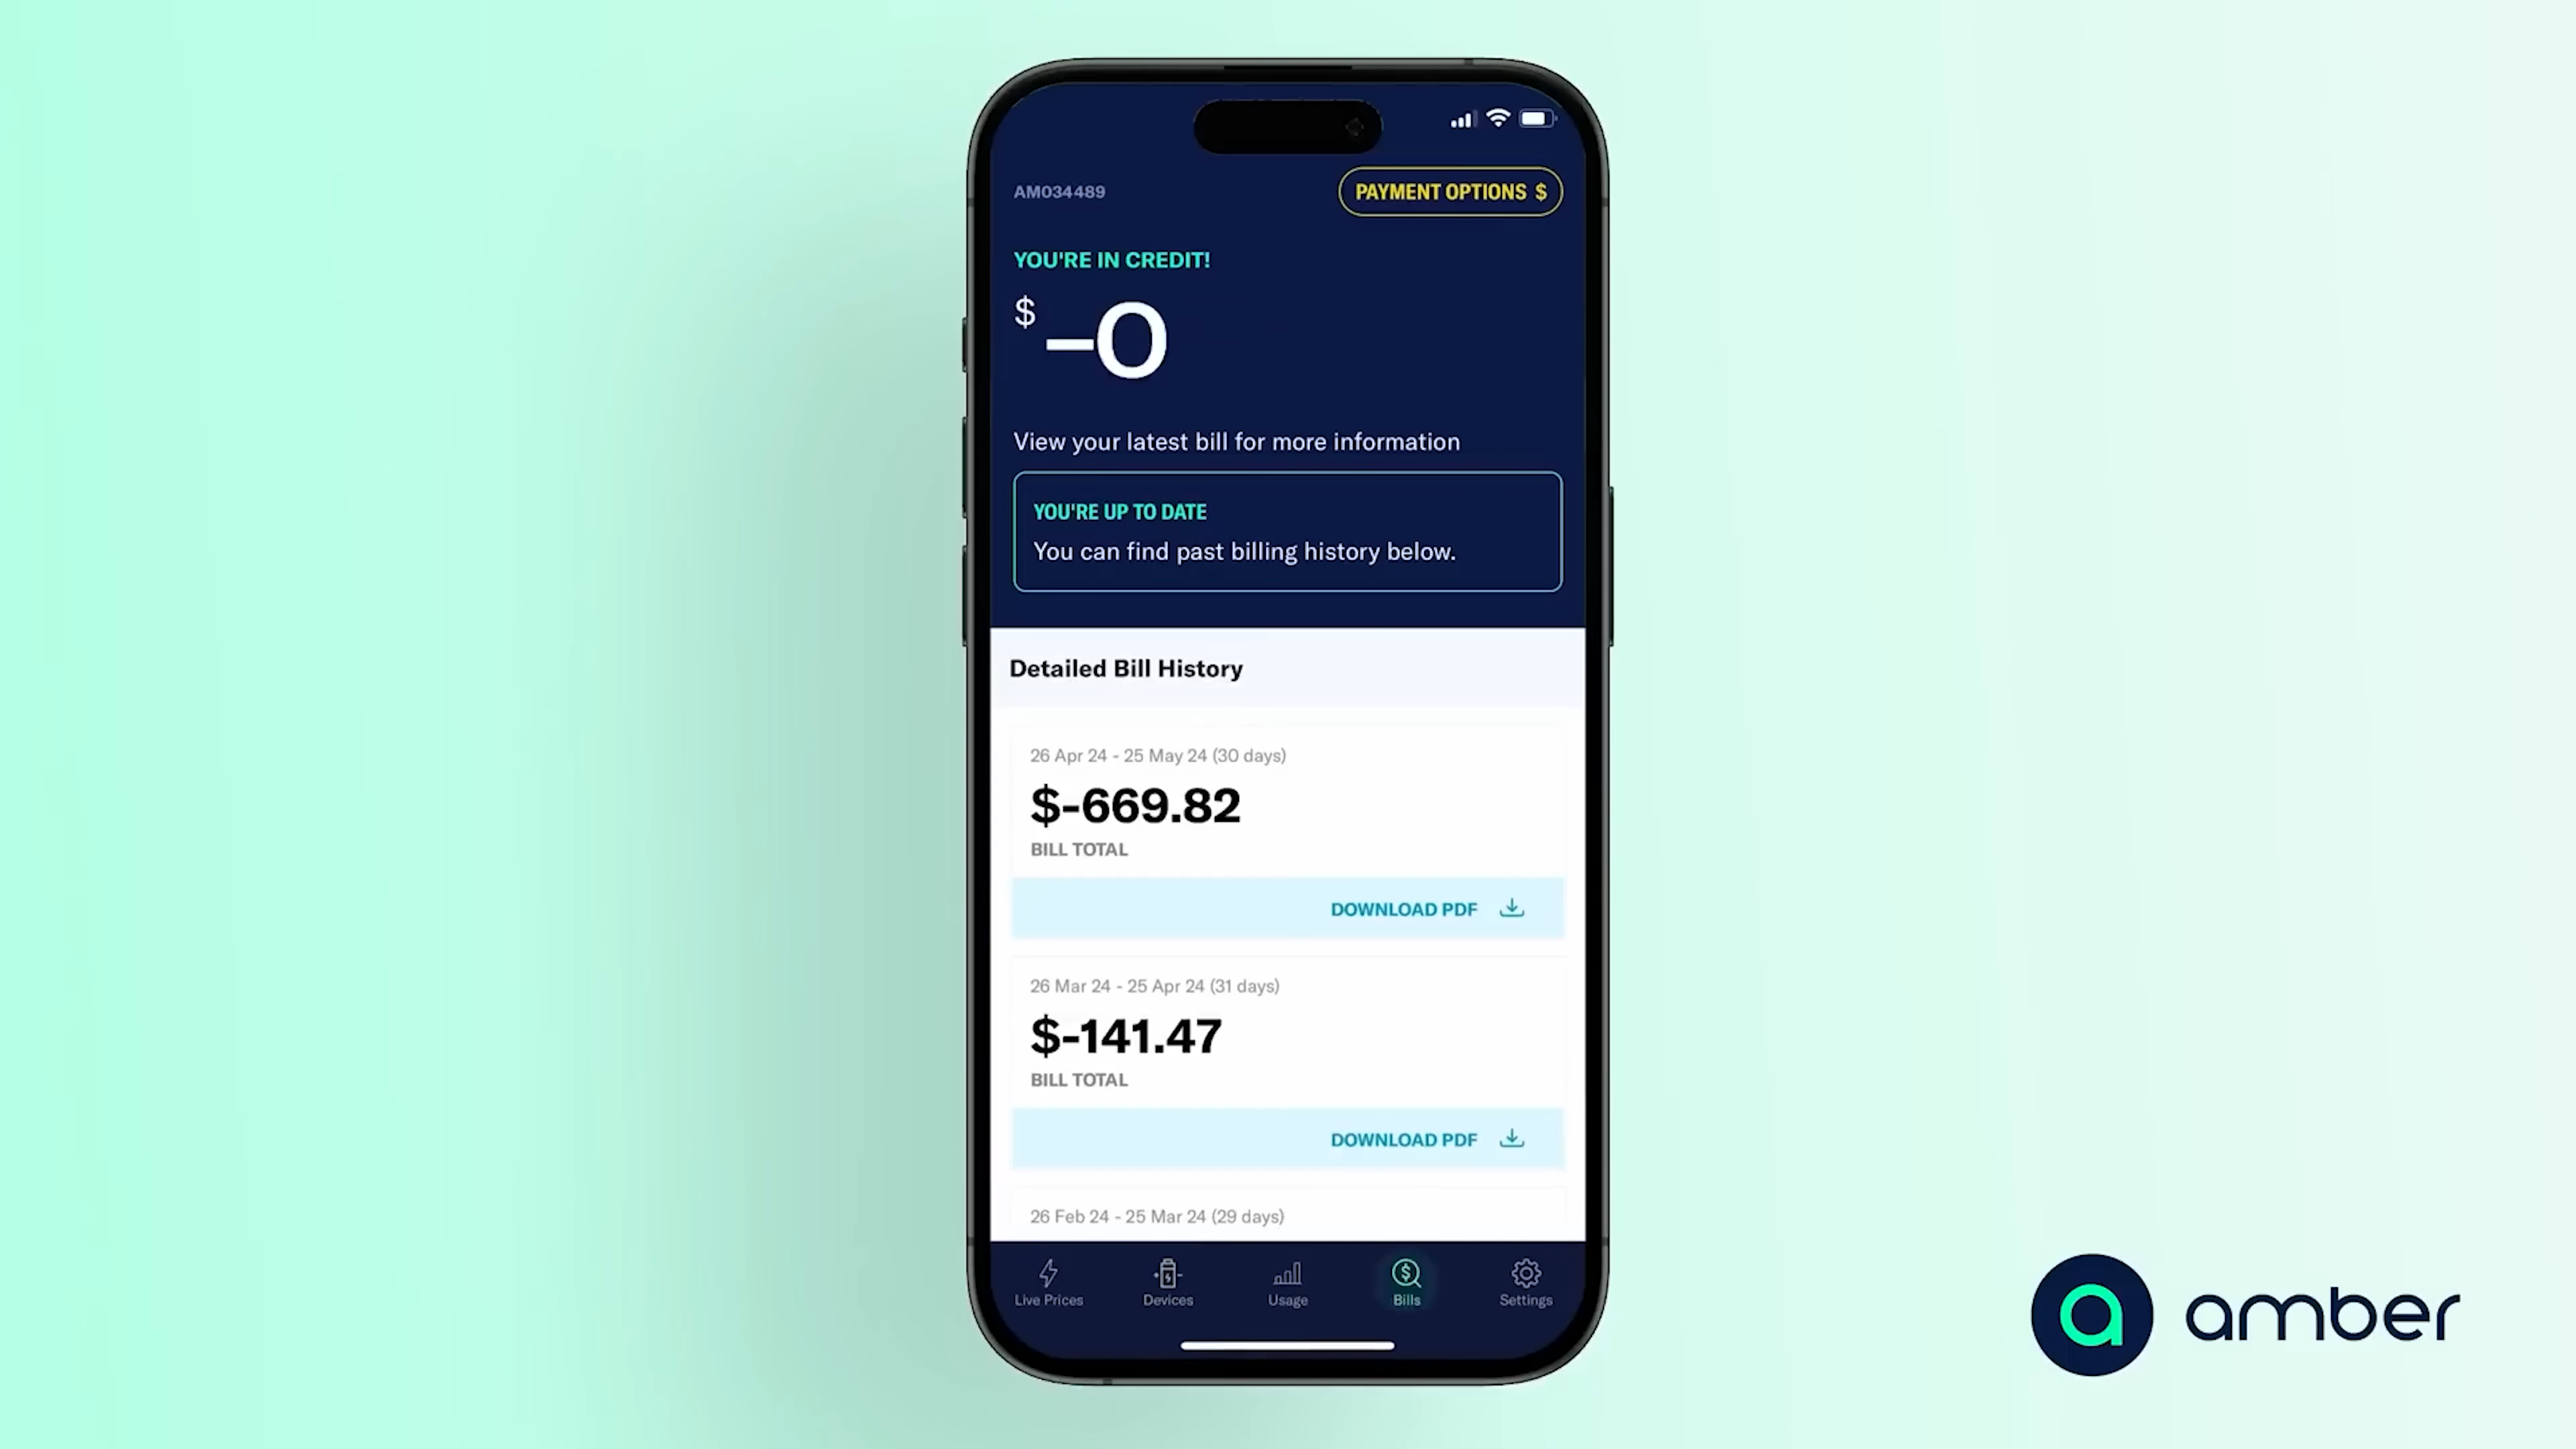 AM034489
PAYMENT OPTIONS $
YOU'RE IN CREDIT!
$-0
View your latest bill for more information
YOU'RE UP TO DATE
You can find past billing history below.
Detailed Bill History
26 Apr 24 - 25 May 24 (30 days)
$-669.82
BILL TOTAL
DOWNLOAD PDF
26 Mar 24 - 25 Apr 24 (31 days)
$-141.47
BILL TOTAL
DOWNLOAD PDF
26 Feb 24 - 25 Mar 24 (29 days)
Live Prices
Devices
Usage
Bills
Settings
a amber